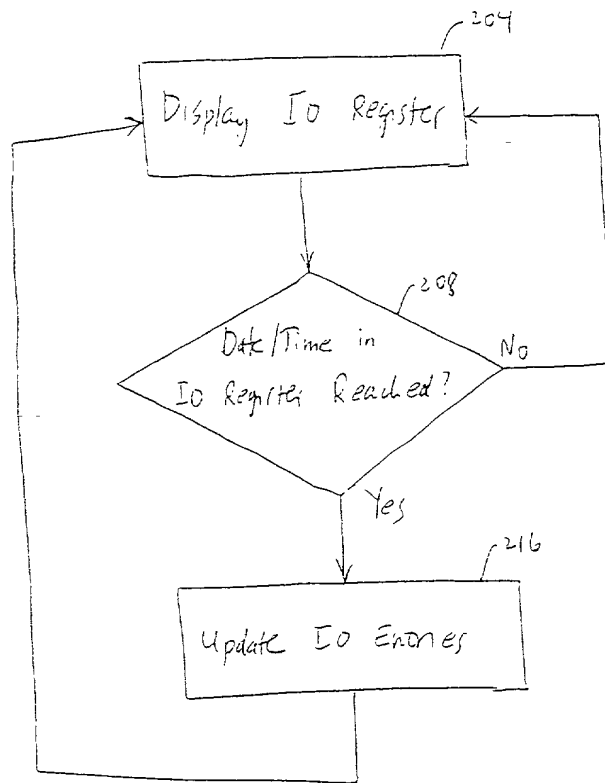 204
Display IO Register
208
Date/Time in
IO Register Reached?
No
Yes
216
Update IO Entries